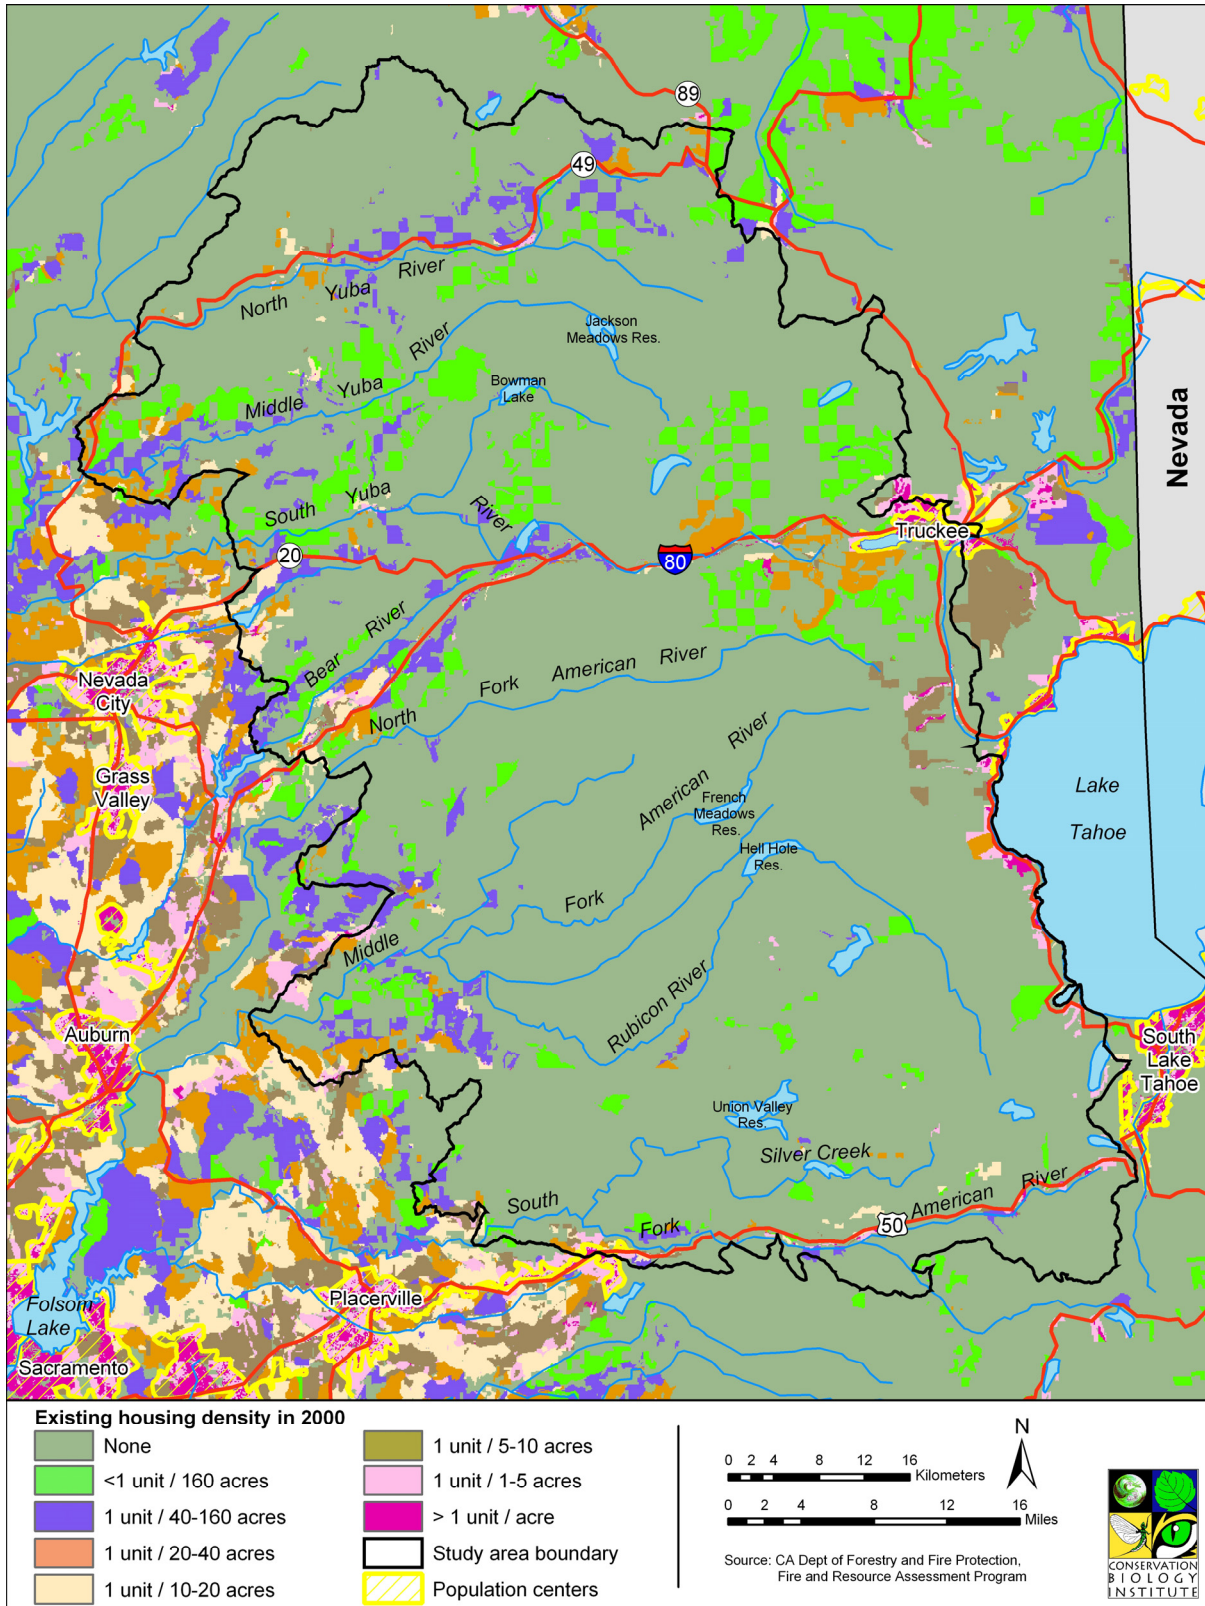 89
49
North Yuba River
Jackson
Meadows Res.
Middle Yuba River
Bowman
Lake
Nevada
South Yuba River
20
80
Truckee
Bear River
Nevada
City
North Fork American River
Grass
Valley
Lake
Tahoe
French
Meadows
Res.
Hell Hole
Res.
Middle Fork American River
Rubicon River
Auburn
South
Lake
Tahoe
Union Valley
Res.
Silver Creek
South Fork American River
50
Placerville
Folsom
Lake
Sacramento
Existing housing density in 2000
None
<1 unit / 160 acres
1 unit / 40-160 acres
1 unit / 20-40 acres
1 unit / 10-20 acres
1 unit / 5-10 acres
1 unit / 1-5 acres
> 1 unit / acre
Study area boundary
Population centers
0 2 4 8 12 16
Kilometers
0 2 4 8 12 16
Miles
N
Source: CA Dept of Forestry and Fire Protection,
Fire and Resource Assessment Program
CONSERVATION
BIOLOGY
INSTITUTE